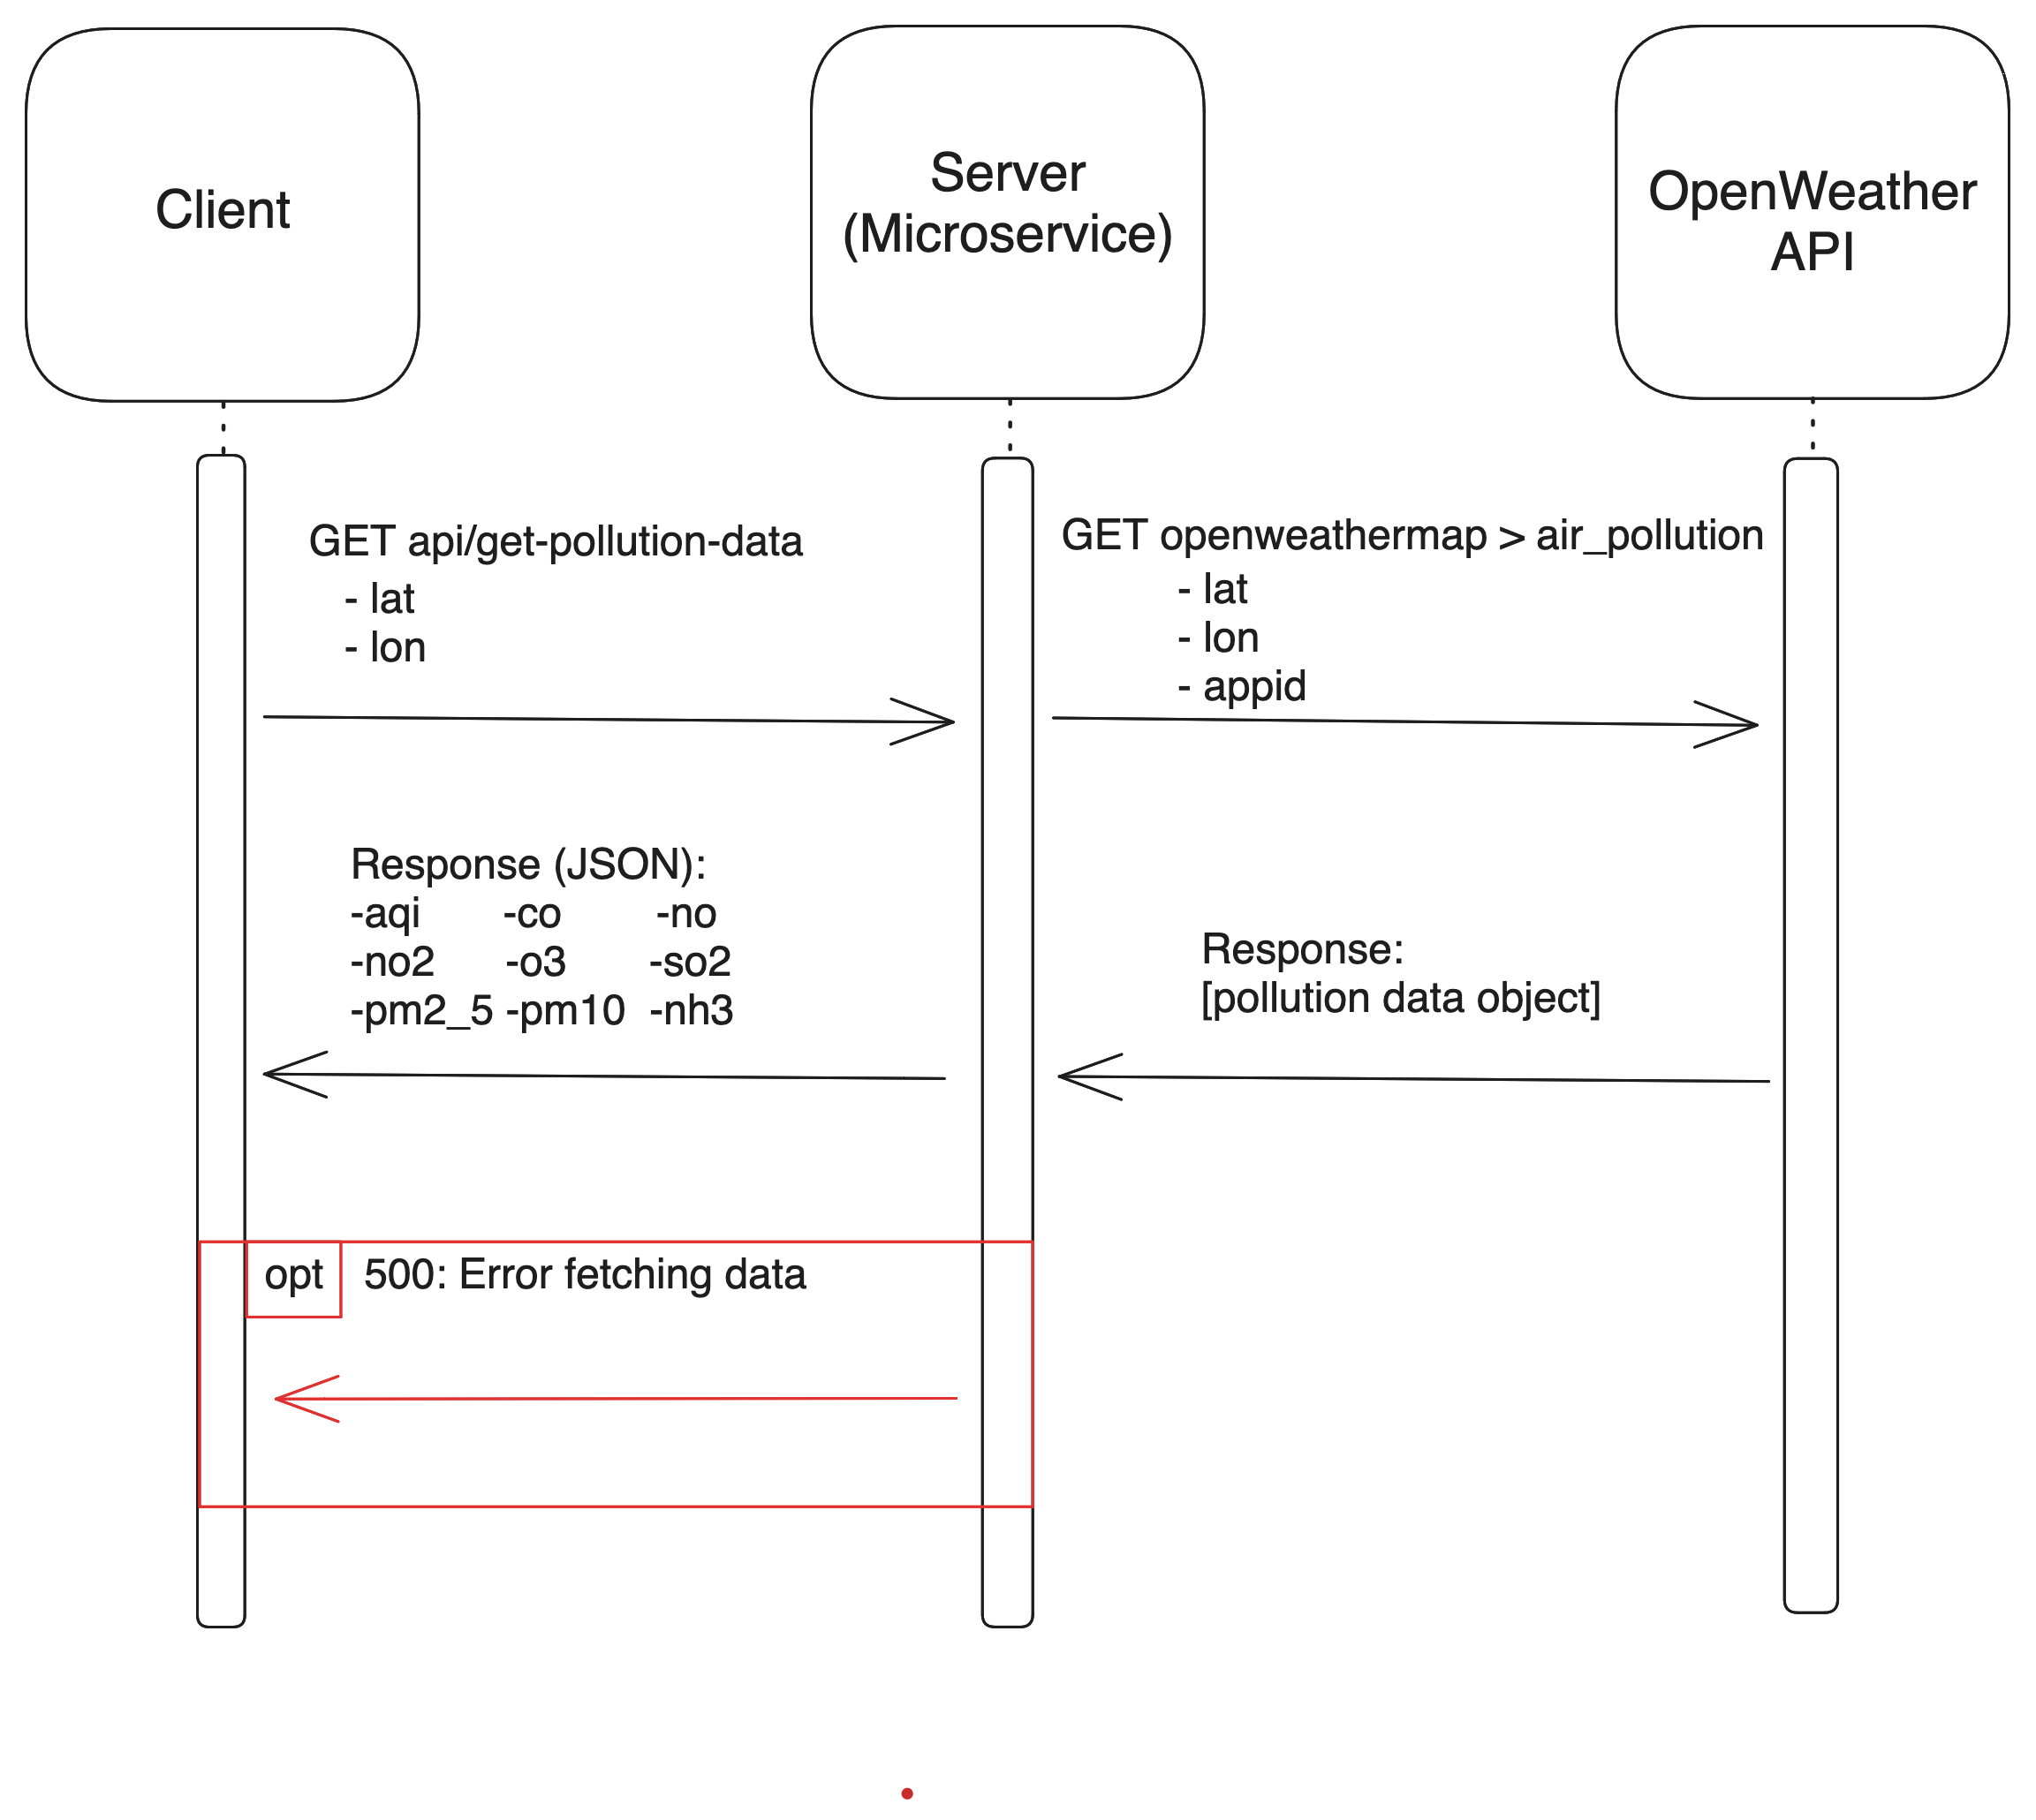 Client
Server
(Microservice)
OpenWeather
API
GET api/get-pollution-data
- lat
- lon
GET openweathermap > air_pollution
- lat
- lon
- appid
Response (JSON):
-aqi -co -no
-no2 -o3 -so2
-pm2_5 -pm10 -nh3
Response:
[pollution data object]
opt 500: Error fetching data